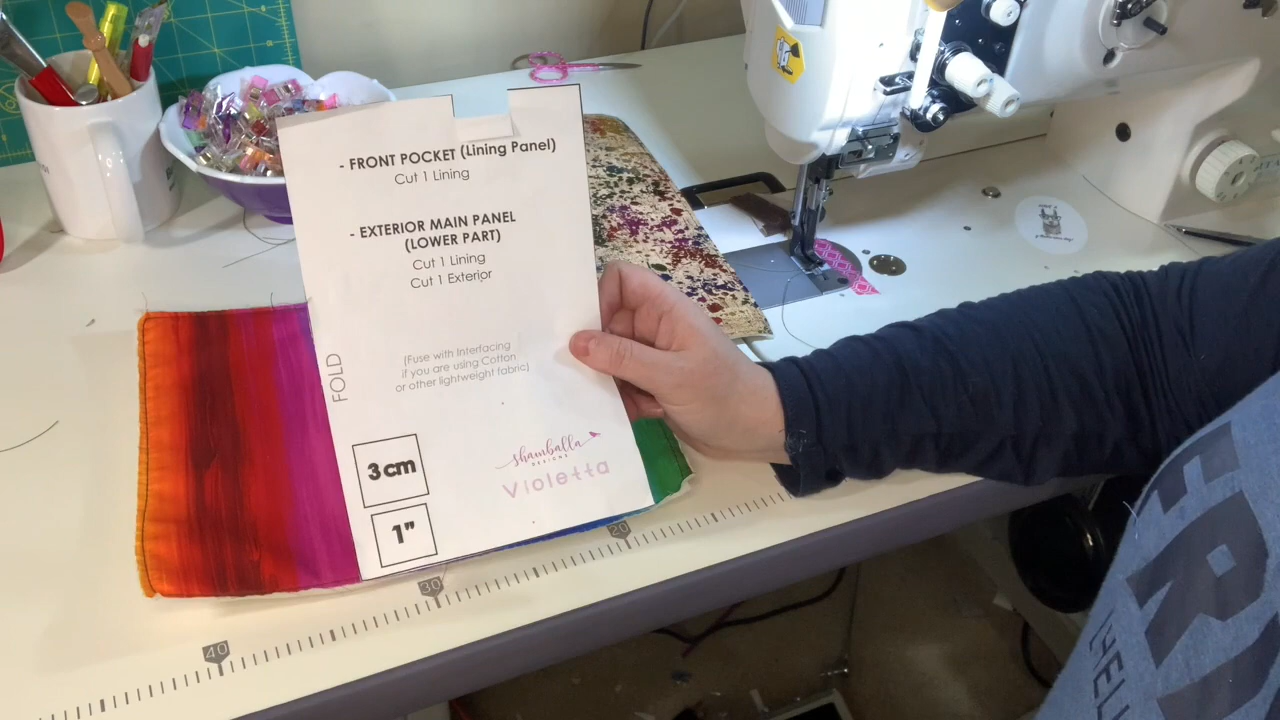 - FRONT POCKET (Lining Panel)
Cut 1 Lining
- EXTERIOR MAIN PANEL
(LOWER PART)
Cut 1 Lining
Cut 1 Exterior
(Fuse with Interfacing
if you are using Cotton
or other lightweight fabric)
FOLD
3 cm
1"
shamballa
DESIGNS
Violetta
40
30
20